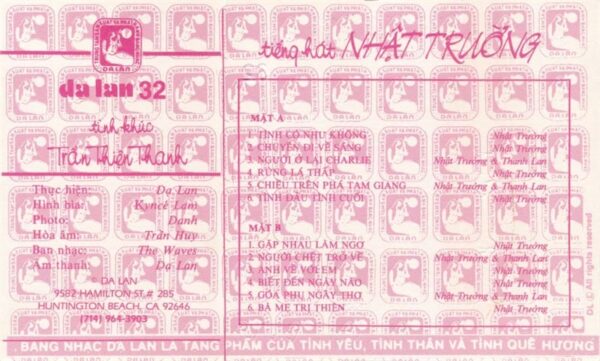 DA LAN
da lan 32
tình khúc
Trần Thiện Thanh
Thực hiện: Dạ Lan
Hình bìa: Kyncé Lam
Photo: Danh
Hòa âm: Trần Huy
Ban nhạc: The Waves
Âm thanh: Dạ Lan
© DẠ LAN
9582 HAMILTON ST. # 285
HUNTINGTON BEACH, CA 92646
(714) 964-3903
tiếng hát NHẬT TRƯỜNG
MẶT A
1. TÌNH CÓ NHƯ KHÔNG Nhật Trường
2. CHUYẾN ĐI VỀ SÁNG Nhật Trường
3. NGƯỜI Ở LẠI CHARLIE Nhật Trường & Thanh Lan
4. RỪNG LÁ THẤP Nhật Trường
5. CHIỀU TRÊN PHÁ TAM GIANG Nhật Trường & Thanh Lan
6. TÌNH ĐẦU TÌNH CUỐI Nhật Trường
MẶT B
1. GẶP NHAU LÀM NGƠ Nhật Trường
2. NGƯỜI CHẾT TRỞ VỀ Nhật Trường
3. ANH VỀ VỚI EM Nhật Trường
4. BIẾT ĐẾN NGÀY NÀO Nhật Trường & Thanh Lan
5. GÓA PHỤ NGÂY THƠ Nhật Trường & Thanh Lan
6. BÀ MẸ TRỊ THIÊN Nhật Trường
DL © All rights reserved
...BĂNG NHẠC DẠ LAN LÀ TẶNG PHẨM CỦA TÌNH YÊU, TÌNH THÂN VÀ TÌNH QUÊ HƯƠNG